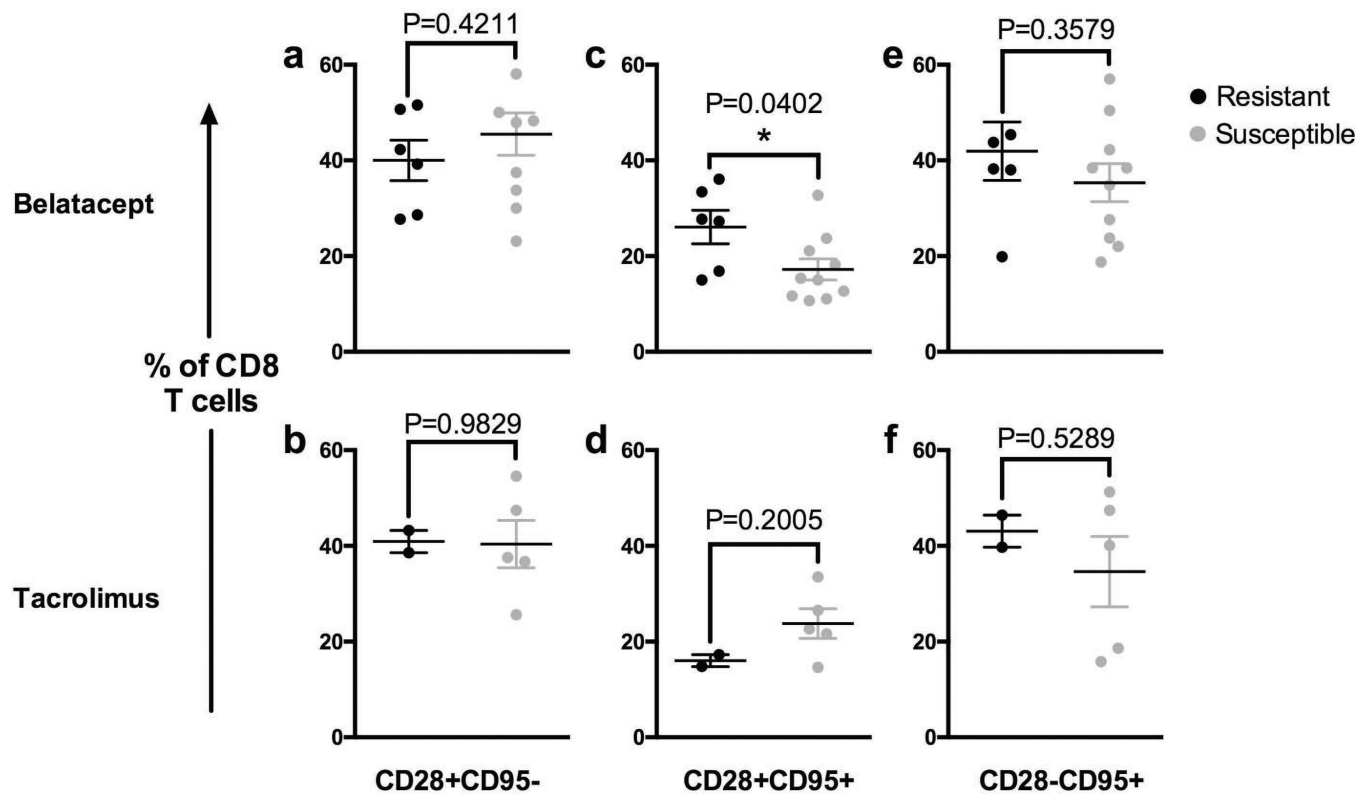 P=0.4211
P=0.3579
a
c
e
60
60
60
P=0.0402
*
Resistant
Susceptible
40
40
40
Belatacept
20
20
20
0
0
0
% of CD8
T cells
P=0.9829
P=0.5289
b
d
f
60
60
60
P=0.2005
40
40
40
Tacrolimus
20
20
20
0
0
0
CD28+CD95-
CD28+CD95+
CD28-CD95+